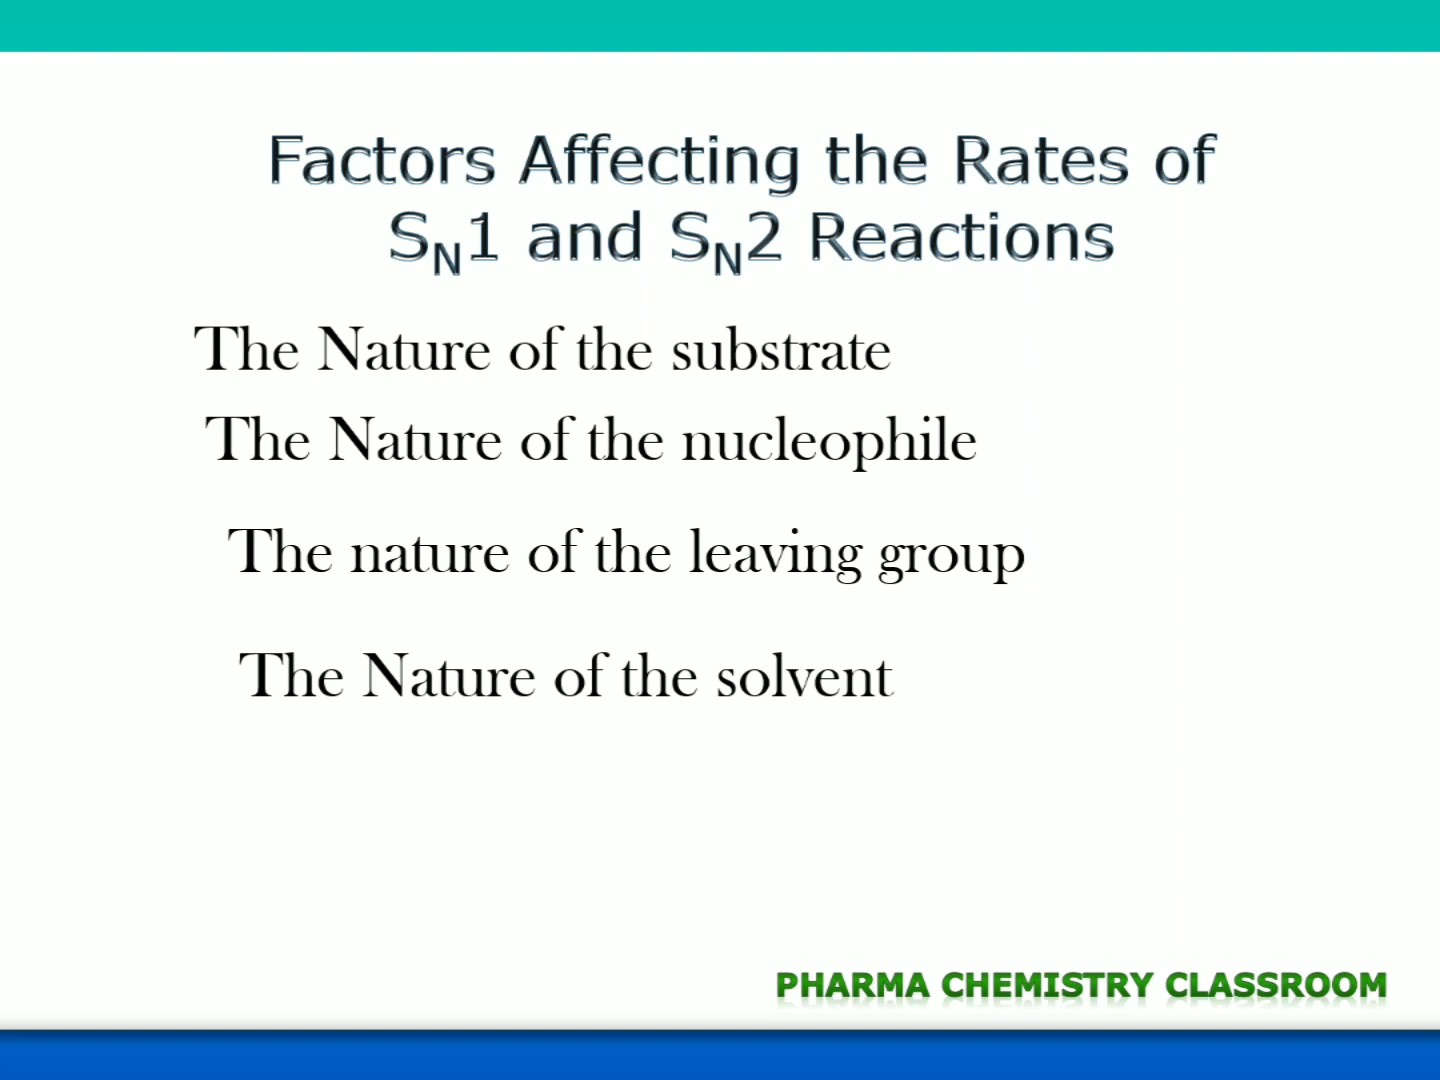 Factors Affecting the Rates of
SN1 and SN2 Reactions
The Nature of the substrate
The Nature of the nucleophile
The nature of the leaving group
The Nature of the solvent
PHARMA CHEMISTRY CLASSROOM